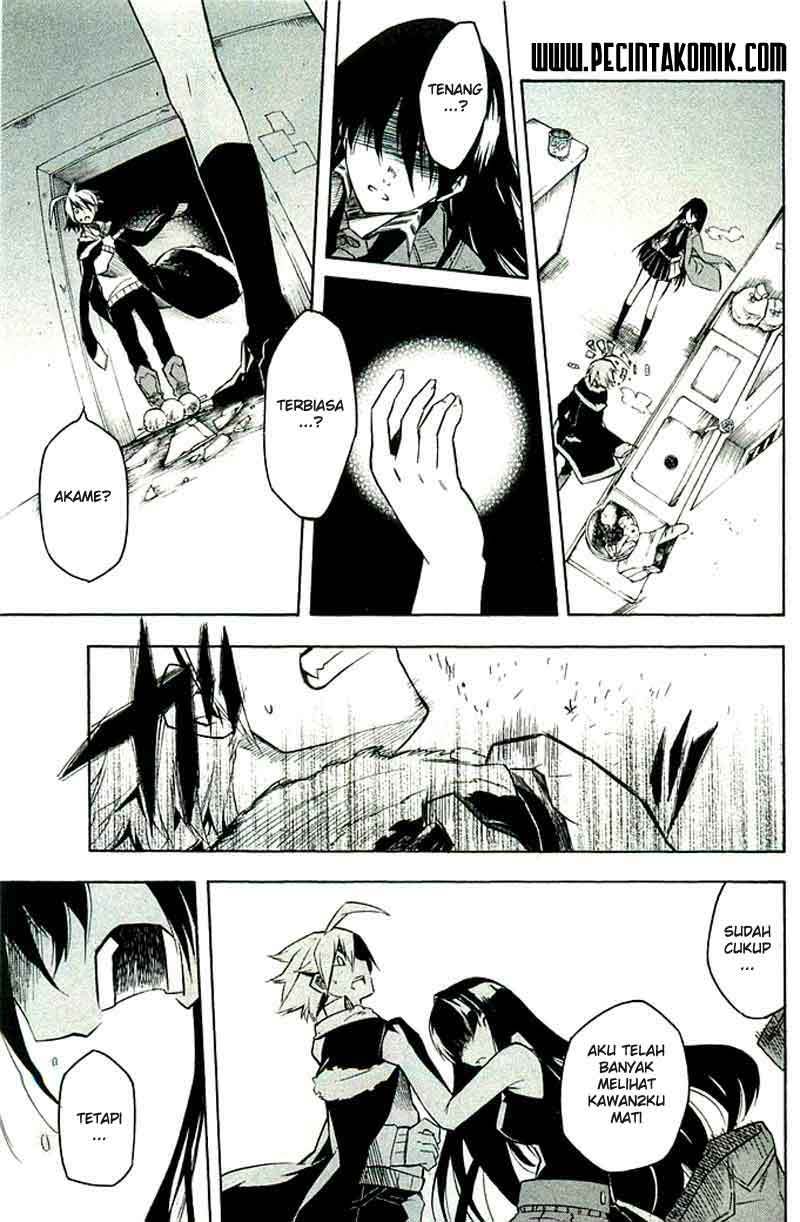 WWW.PECINTAKOMIK.COM
TENANG
...?
TERBIASA
...?
AKAME?
SUDAH
CUKUP
...
AKU TELAH
BANYAK
MELIHAT
KAWAN2KU
MATI
TETAPI
...